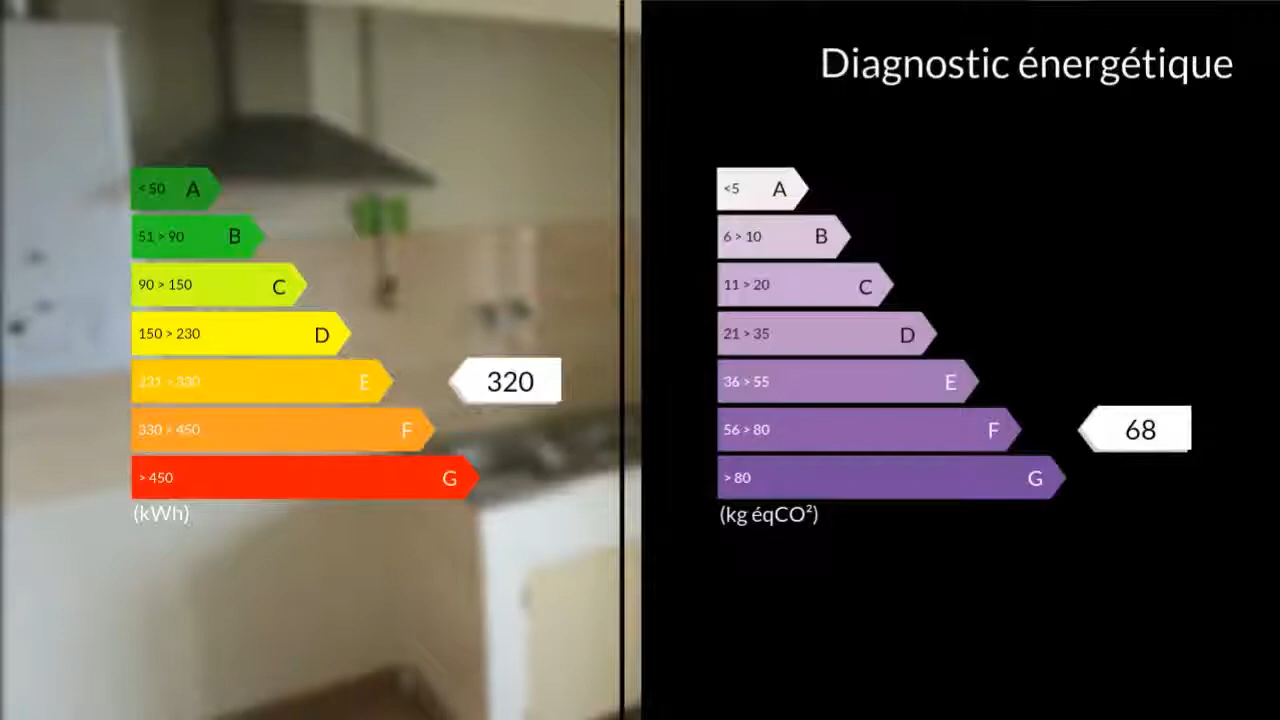 Diagnostic énergétique
<50 A
51 > 90 B
90 > 150 C
150 > 230 D
231 > 330 E
330 > 450 F
> 450 G
(kWh)
320
<5 A
6 > 10 B
11 > 20 C
21 > 35 D
36 > 55 E
56 > 80 F
> 80 G
(kg éqCO²)
68